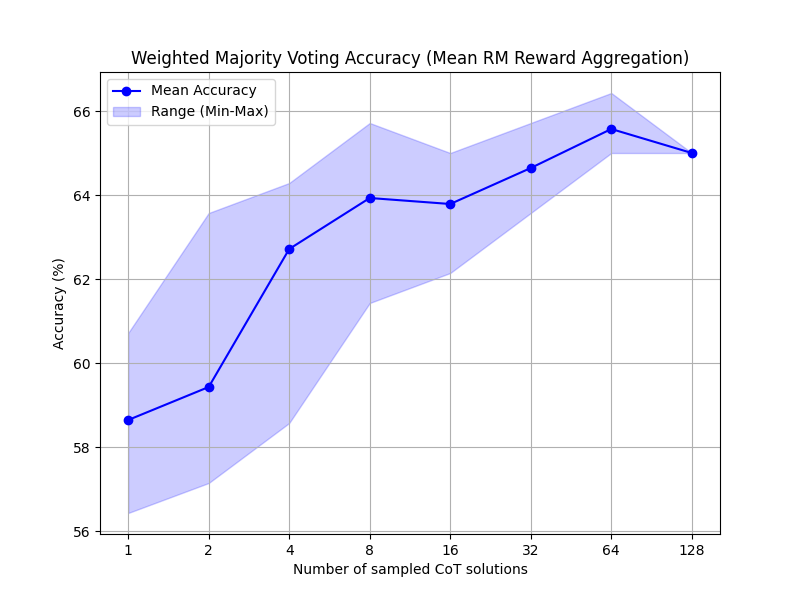 Weighted Majority Voting Accuracy (Mean RM Reward Aggregation)
Mean Accuracy
Range (Min-Max)
Accuracy (%)
66
64
62
60
58
56
1 2 4 8 16 32 64 128
Number of sampled CoT solutions